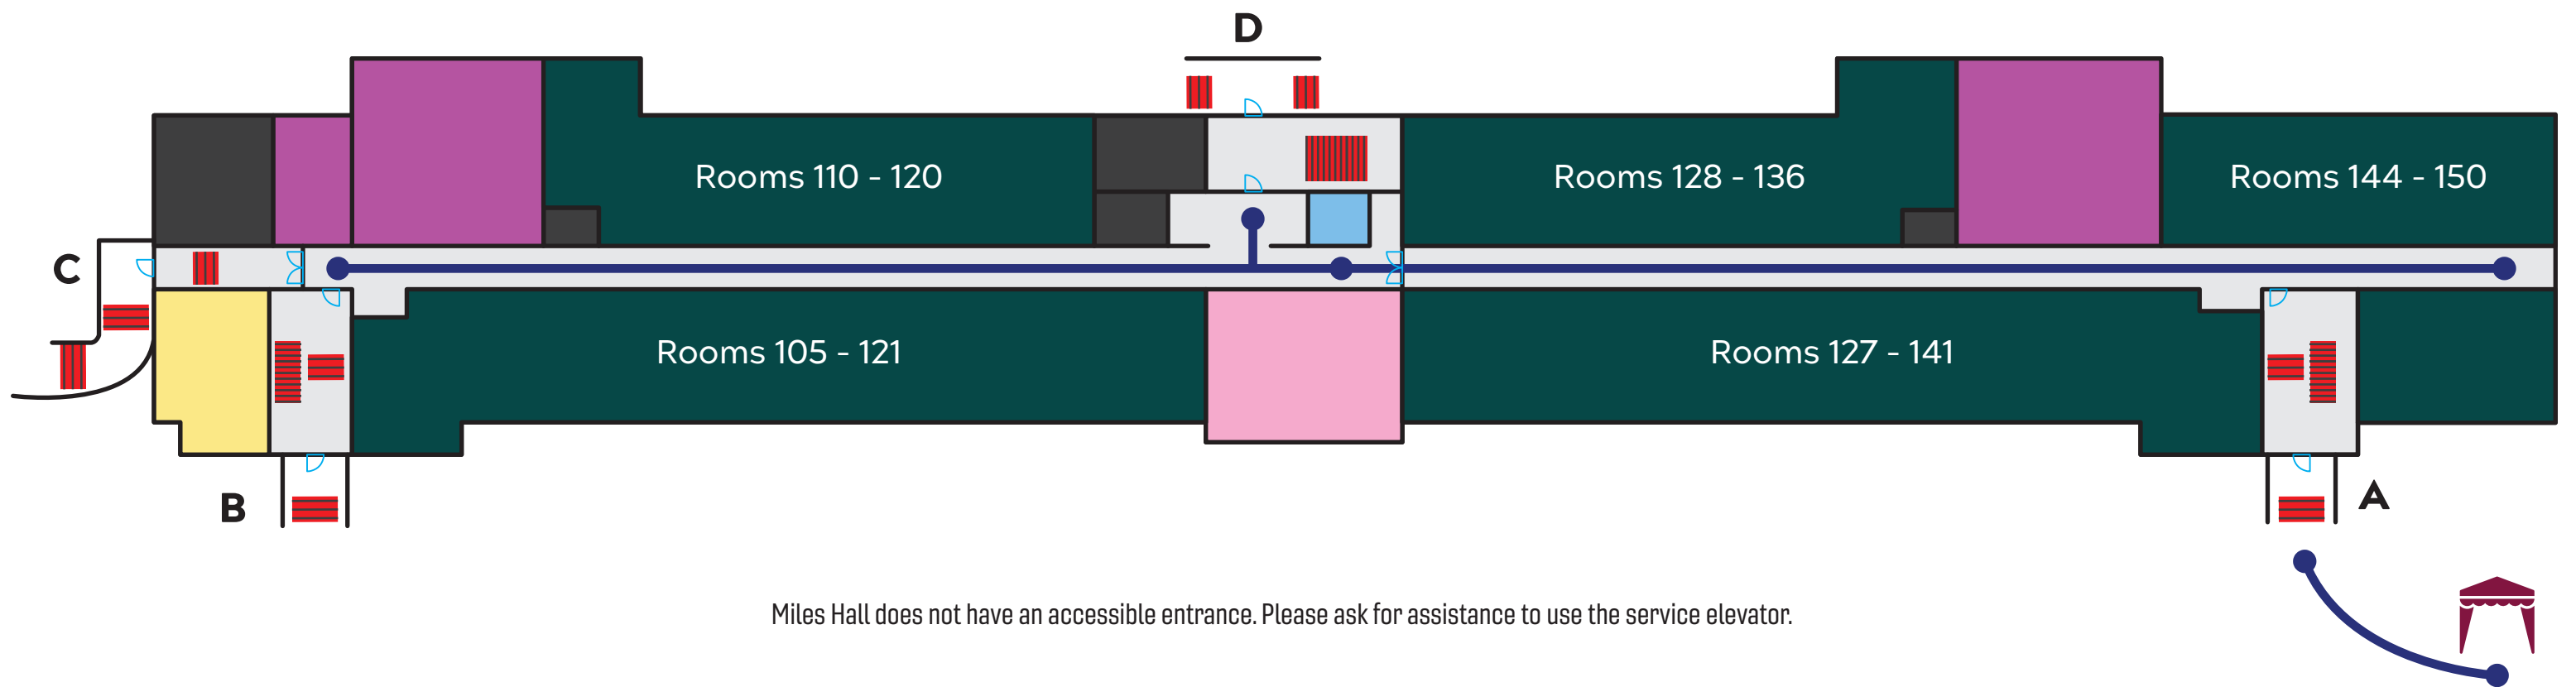 D
Rooms 110 - 120
Rooms 128 - 136
Rooms 144 - 150
C
Rooms 105 - 121
Rooms 127 - 141
B
A
Miles Hall does not have an accessible entrance. Please ask for assistance to use the service elevator.